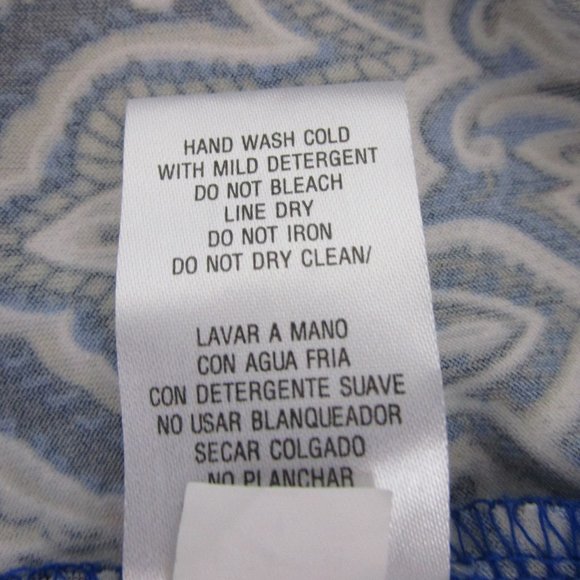 HAND WASH COLD
WITH MILD DETERGENT
DO NOT BLEACH
LINE DRY
DO NOT IRON
DO NOT DRY CLEAN/
LAVAR A MANO
CON AGUA FRIA
CON DETERGENTE SUAVE
NO USAR BLANQUEADOR
SECAR COLGADO
NO PLANCHAR